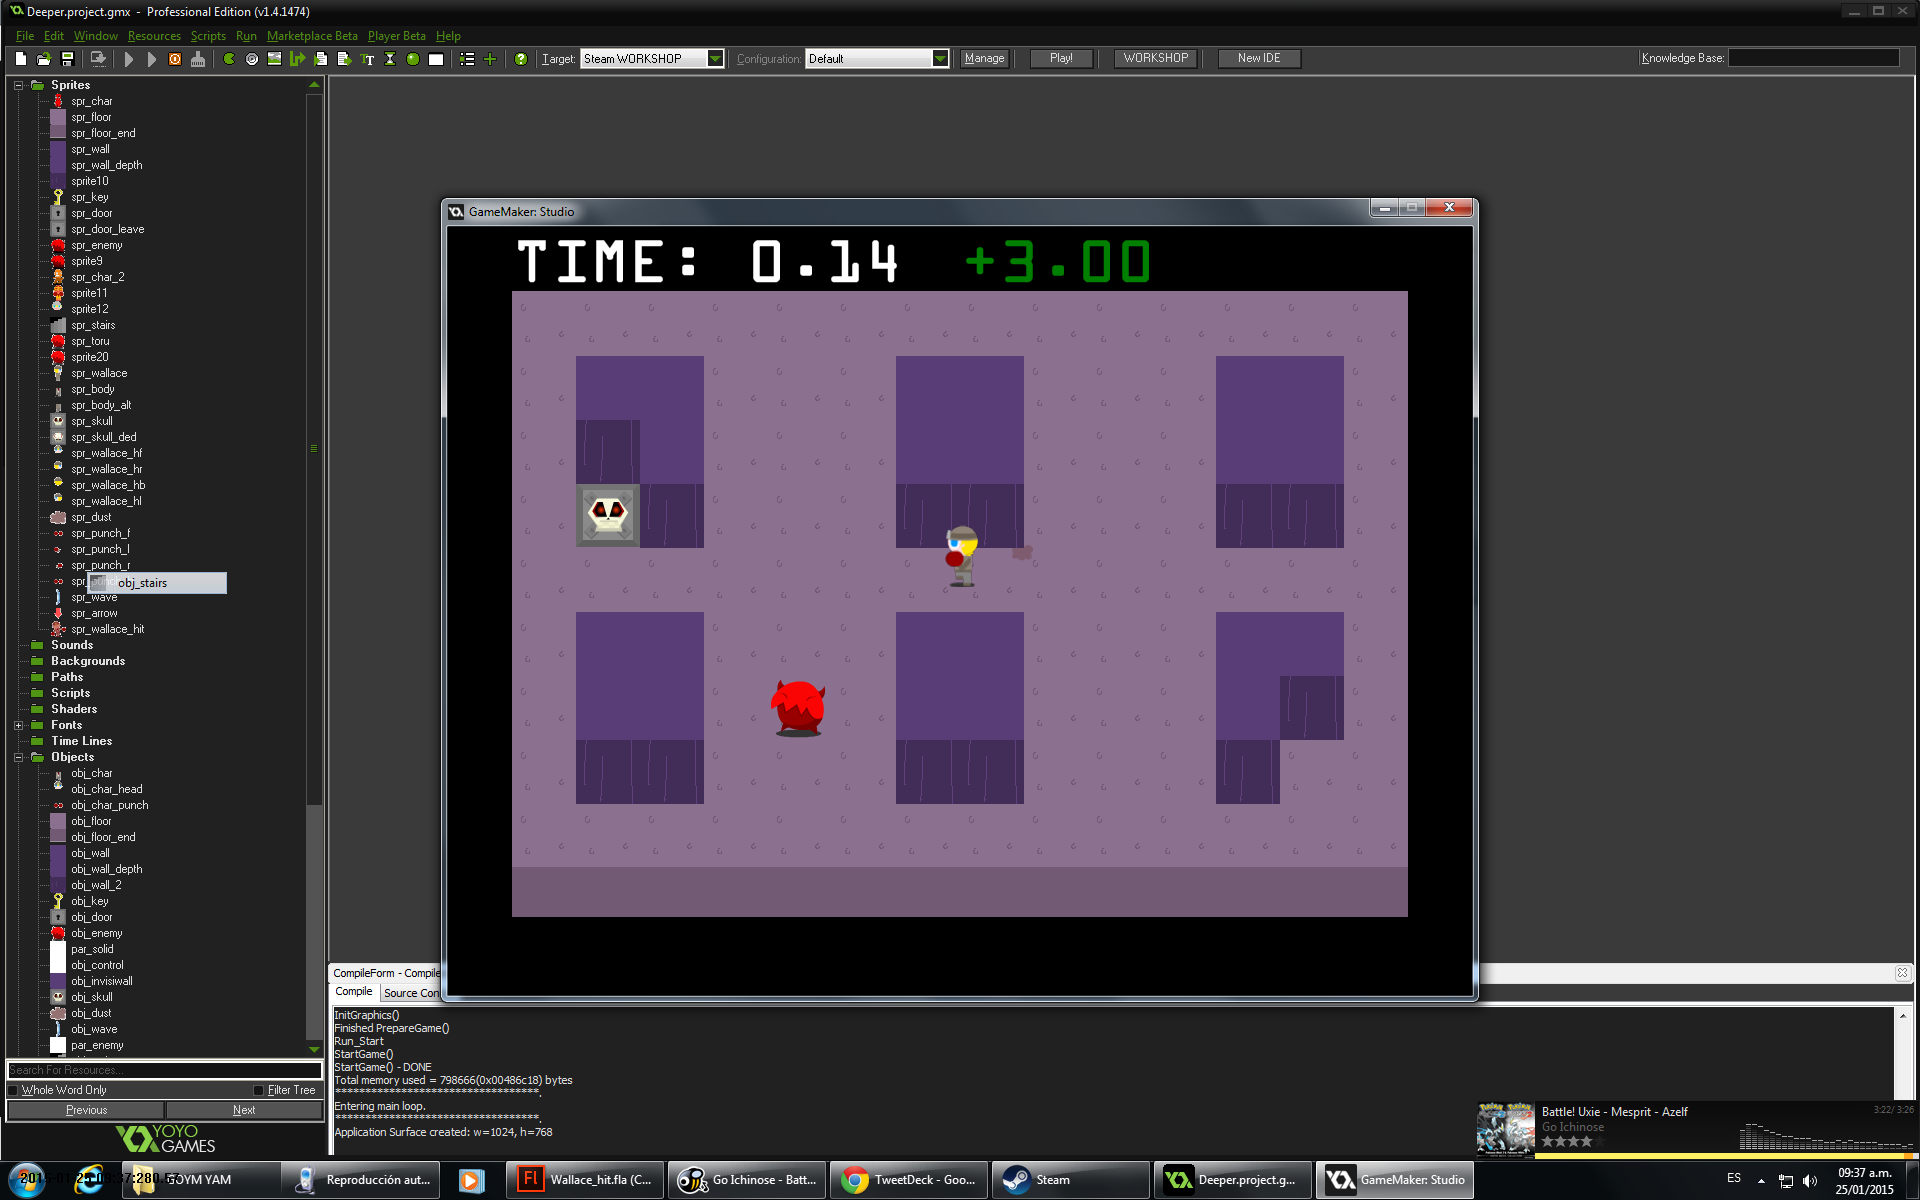 Deeper.project.gmx - Professional Edition (v1.4.1474)
File Edit Window Resources Scripts Run Marketplace Beta Player Beta Help
Target: Steam WORKSHOP Configuration: Default Manage Play! WORKSHOP New IDE Knowledge Base:
Sprites
spr_char
spr_floor
spr_floor_end
spr_wall
spr_wall_depth
sprite10
spr_key
spr_door
spr_door_leave
spr_enemy
sprite9
spr_char_2
sprite11
sprite12
spr_stairs
spr_toru
sprite20
spr_wallace
spr_body
spr_body_alt
spr_skull
spr_skull_ded
spr_wallace_hf
spr_wallace_hr
spr_wallace_hb
spr_wallace_hl
spr_dust
spr_punch_f
spr_punch_l
spr_punch_r
obj_stairs
spr_wave
spr_arrow
spr_wallace_hit
Sounds
Backgrounds
Paths
Scripts
Shaders
Fonts
Time Lines
Objects
obj_char
obj_char_head
obj_char_punch
obj_floor
obj_floor_end
obj_wall
obj_wall_depth
obj_wall_2
obj_key
obj_door
obj_enemy
par_solid
obj_control
obj_invisiwall
obj_skull
obj_dust
obj_wave
par_enemy
Search For Resources...
Whole Word Only Filter Tree
Previous Next
YOYO
GAMES
GameMaker: Studio
TIME: 0.14 +3.00
CompileForm - Compile
Compile Source Con
InitGraphics()
Finished PrepareGame()
Run_Start
StartGame()
StartGame() - DONE
Total memory used = 798666(0x00486c18) bytes
***********************************.
Entering main loop.
***********************************.
Application Surface created: w=1024, h=768
Battle! Uxie - Mesprit - Azelf 3:22/ 3:26
Go Ichinose
YAM Reproducción aut... Wallace_hit.fla (C... Go Ichinose - Batt... TweetDeck - Goo... Steam Deeper.project.g... GameMaker: Studio ES 09:37 a.m.
25/01/2015